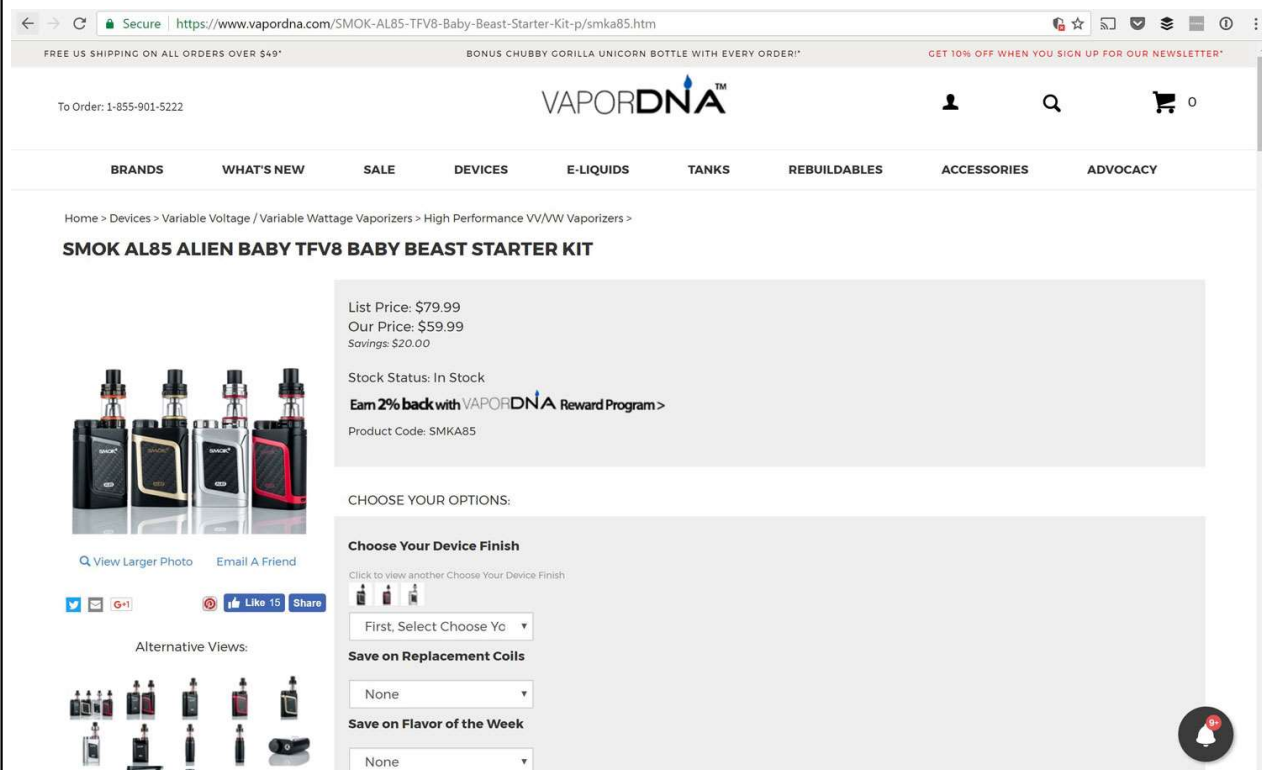 Secure
https://www.vapordna.com/SMOK-AL85-TFV8-Baby-Beast-Starter-Kit-p/smka85.htm
FREE US SHIPPING ON ALL ORDERS OVER $49*
BONUS CHUBBY GORILLA UNICORN BOTTLE WITH EVERY ORDER!*
GET 10% OFF WHEN YOU SIGN UP FOR OUR NEWSLETTER*
To Order: 1-855-901-5222
VAPORDNA™
0
BRANDS
WHAT'S NEW
SALE
DEVICES
E-LIQUIDS
TANKS
REBUILDABLES
ACCESSORIES
ADVOCACY
Home > Devices > Variable Voltage / Variable Wattage Vaporizers > High Performance VV/VW Vaporizers >
SMOK AL85 ALIEN BABY TFV8 BABY BEAST STARTER KIT
List Price: $79.99
Our Price: $59.99
Savings: $20.00
Stock Status: In Stock
Earn 2% back with VAPORDNA Reward Program >
Product Code: SMKA85
View Larger Photo
Email A Friend
G+1
Like 15
Share
Alternative Views:
CHOOSE YOUR OPTIONS:
Choose Your Device Finish
Click to view another Choose Your Device Finish
First, Select Choose Yo
Save on Replacement Coils
None
Save on Flavor of the Week
None
9+